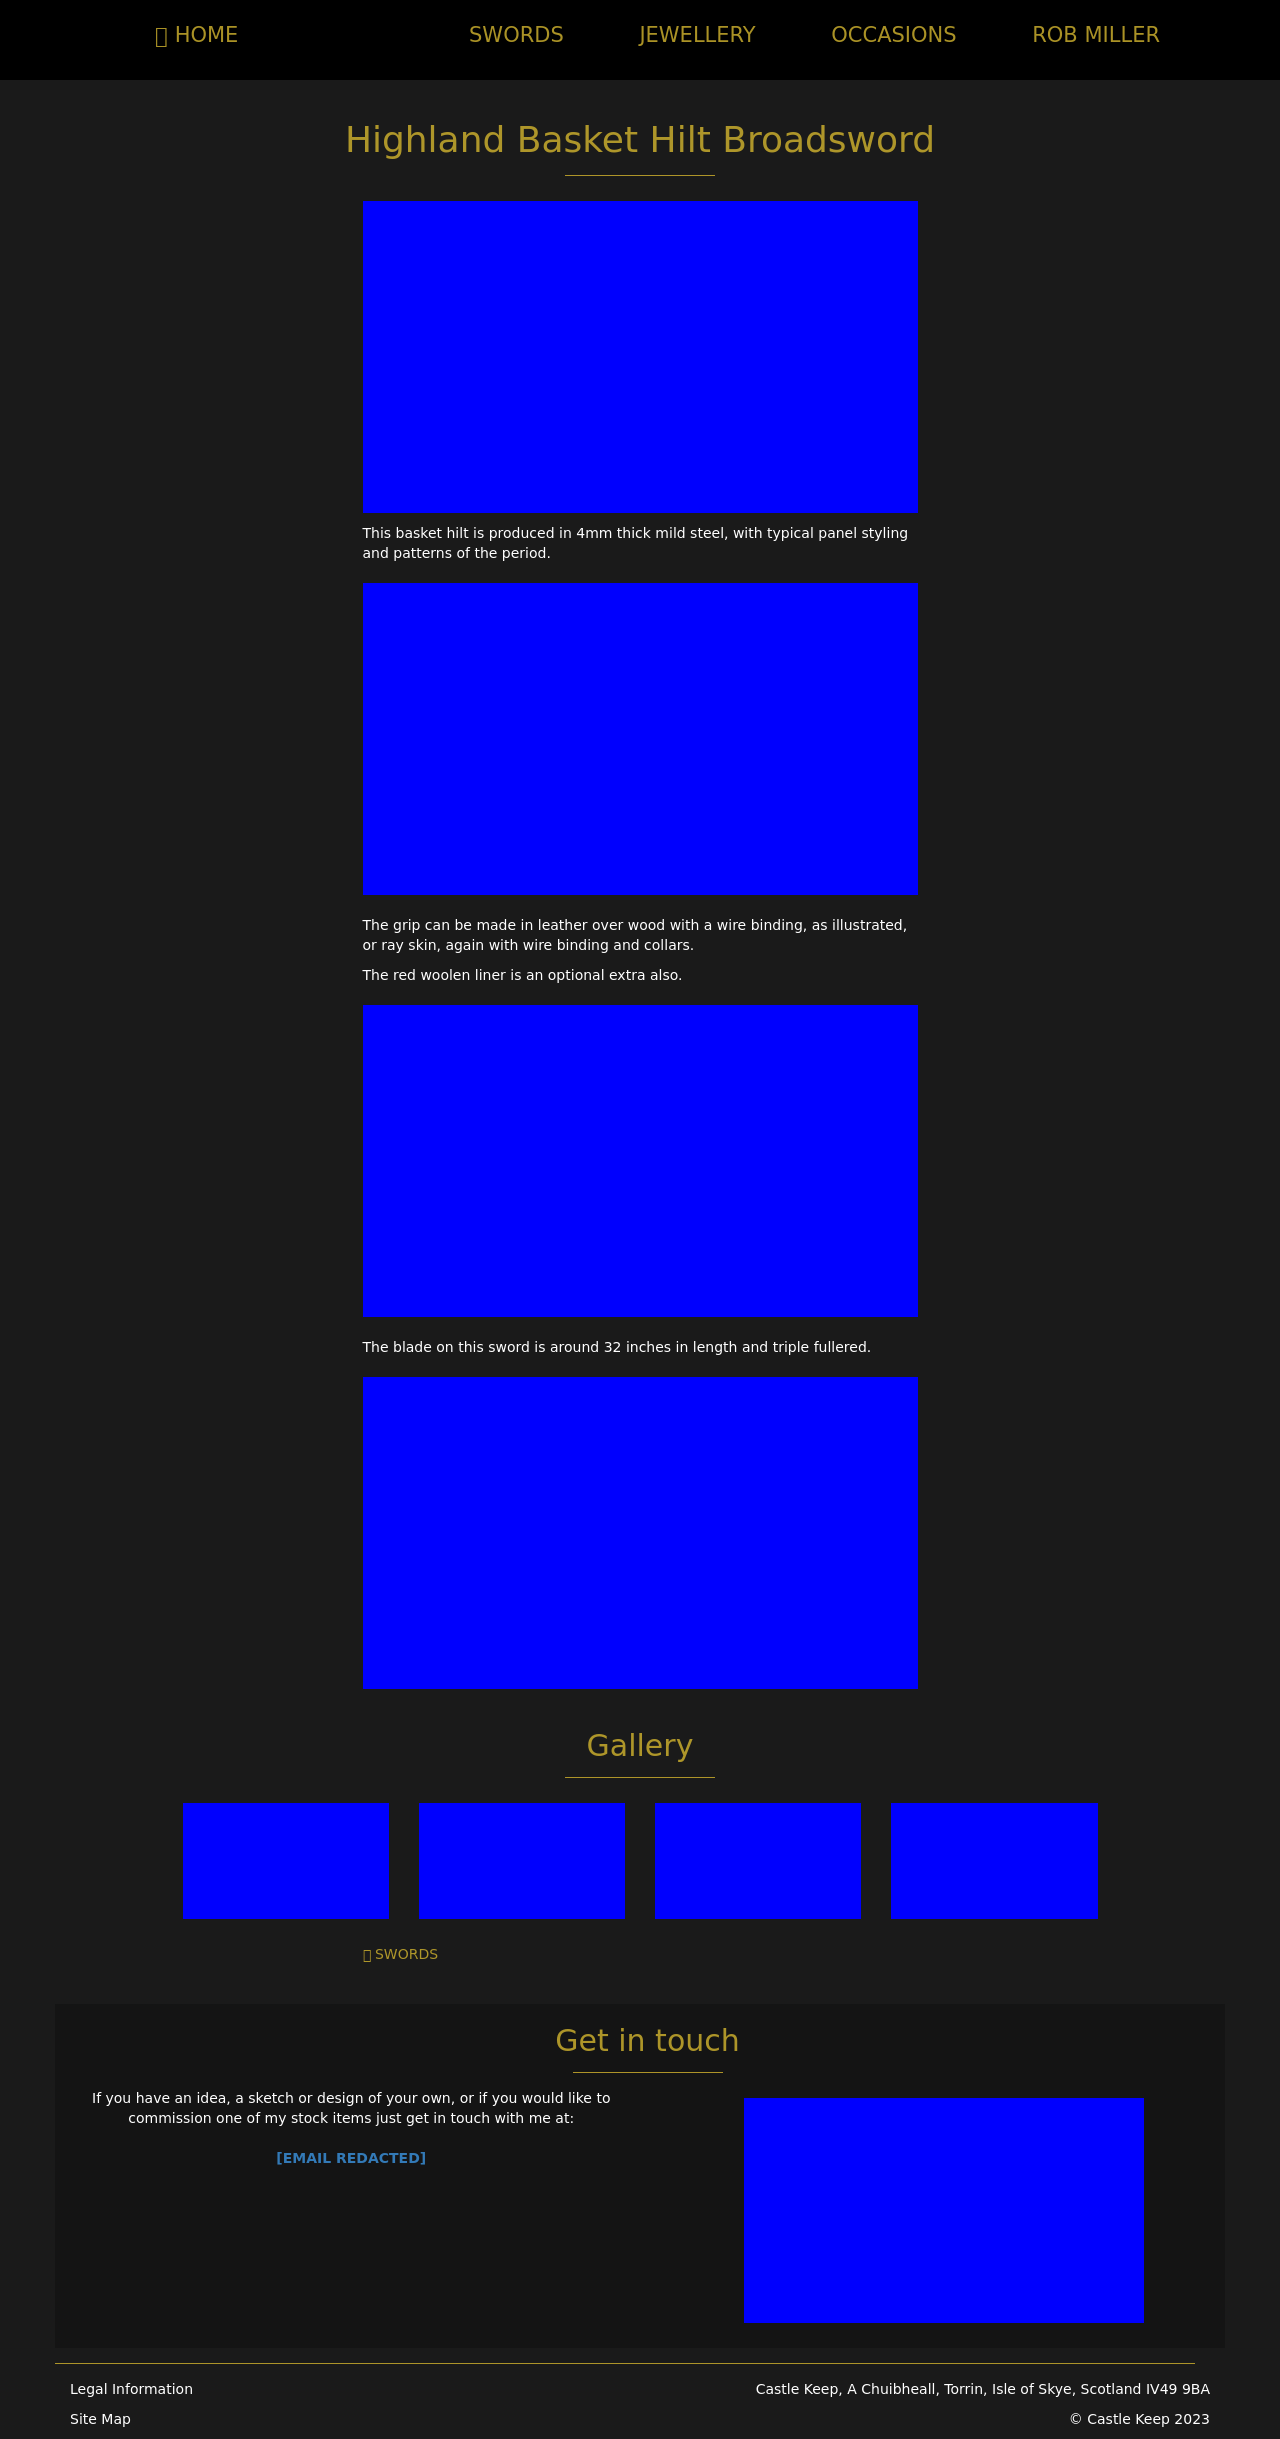 HOME
SWORDS
JEWELLERY
OCCASIONS
ROB MILLER
Highland Basket Hilt Broadsword
This basket hilt is produced in 4mm thick mild steel, with typical panel styling
and patterns of the period.
The grip can be made in leather over wood with a wire binding, as illustrated,
or ray skin, again with wire binding and collars.
The red woolen liner is an optional extra also.
The blade on this sword is around 32 inches in length and triple fullered.
Gallery
SWORDS
Get in touch
If you have an idea, a sketch or design of your own, or if you would like to
commission one of my stock items just get in touch with me at:
[EMAIL REDACTED]
Legal Information
Castle Keep, A Chuibheall, Torrin, Isle of Skye, Scotland IV49 9BA
Site Map
© Castle Keep 2023